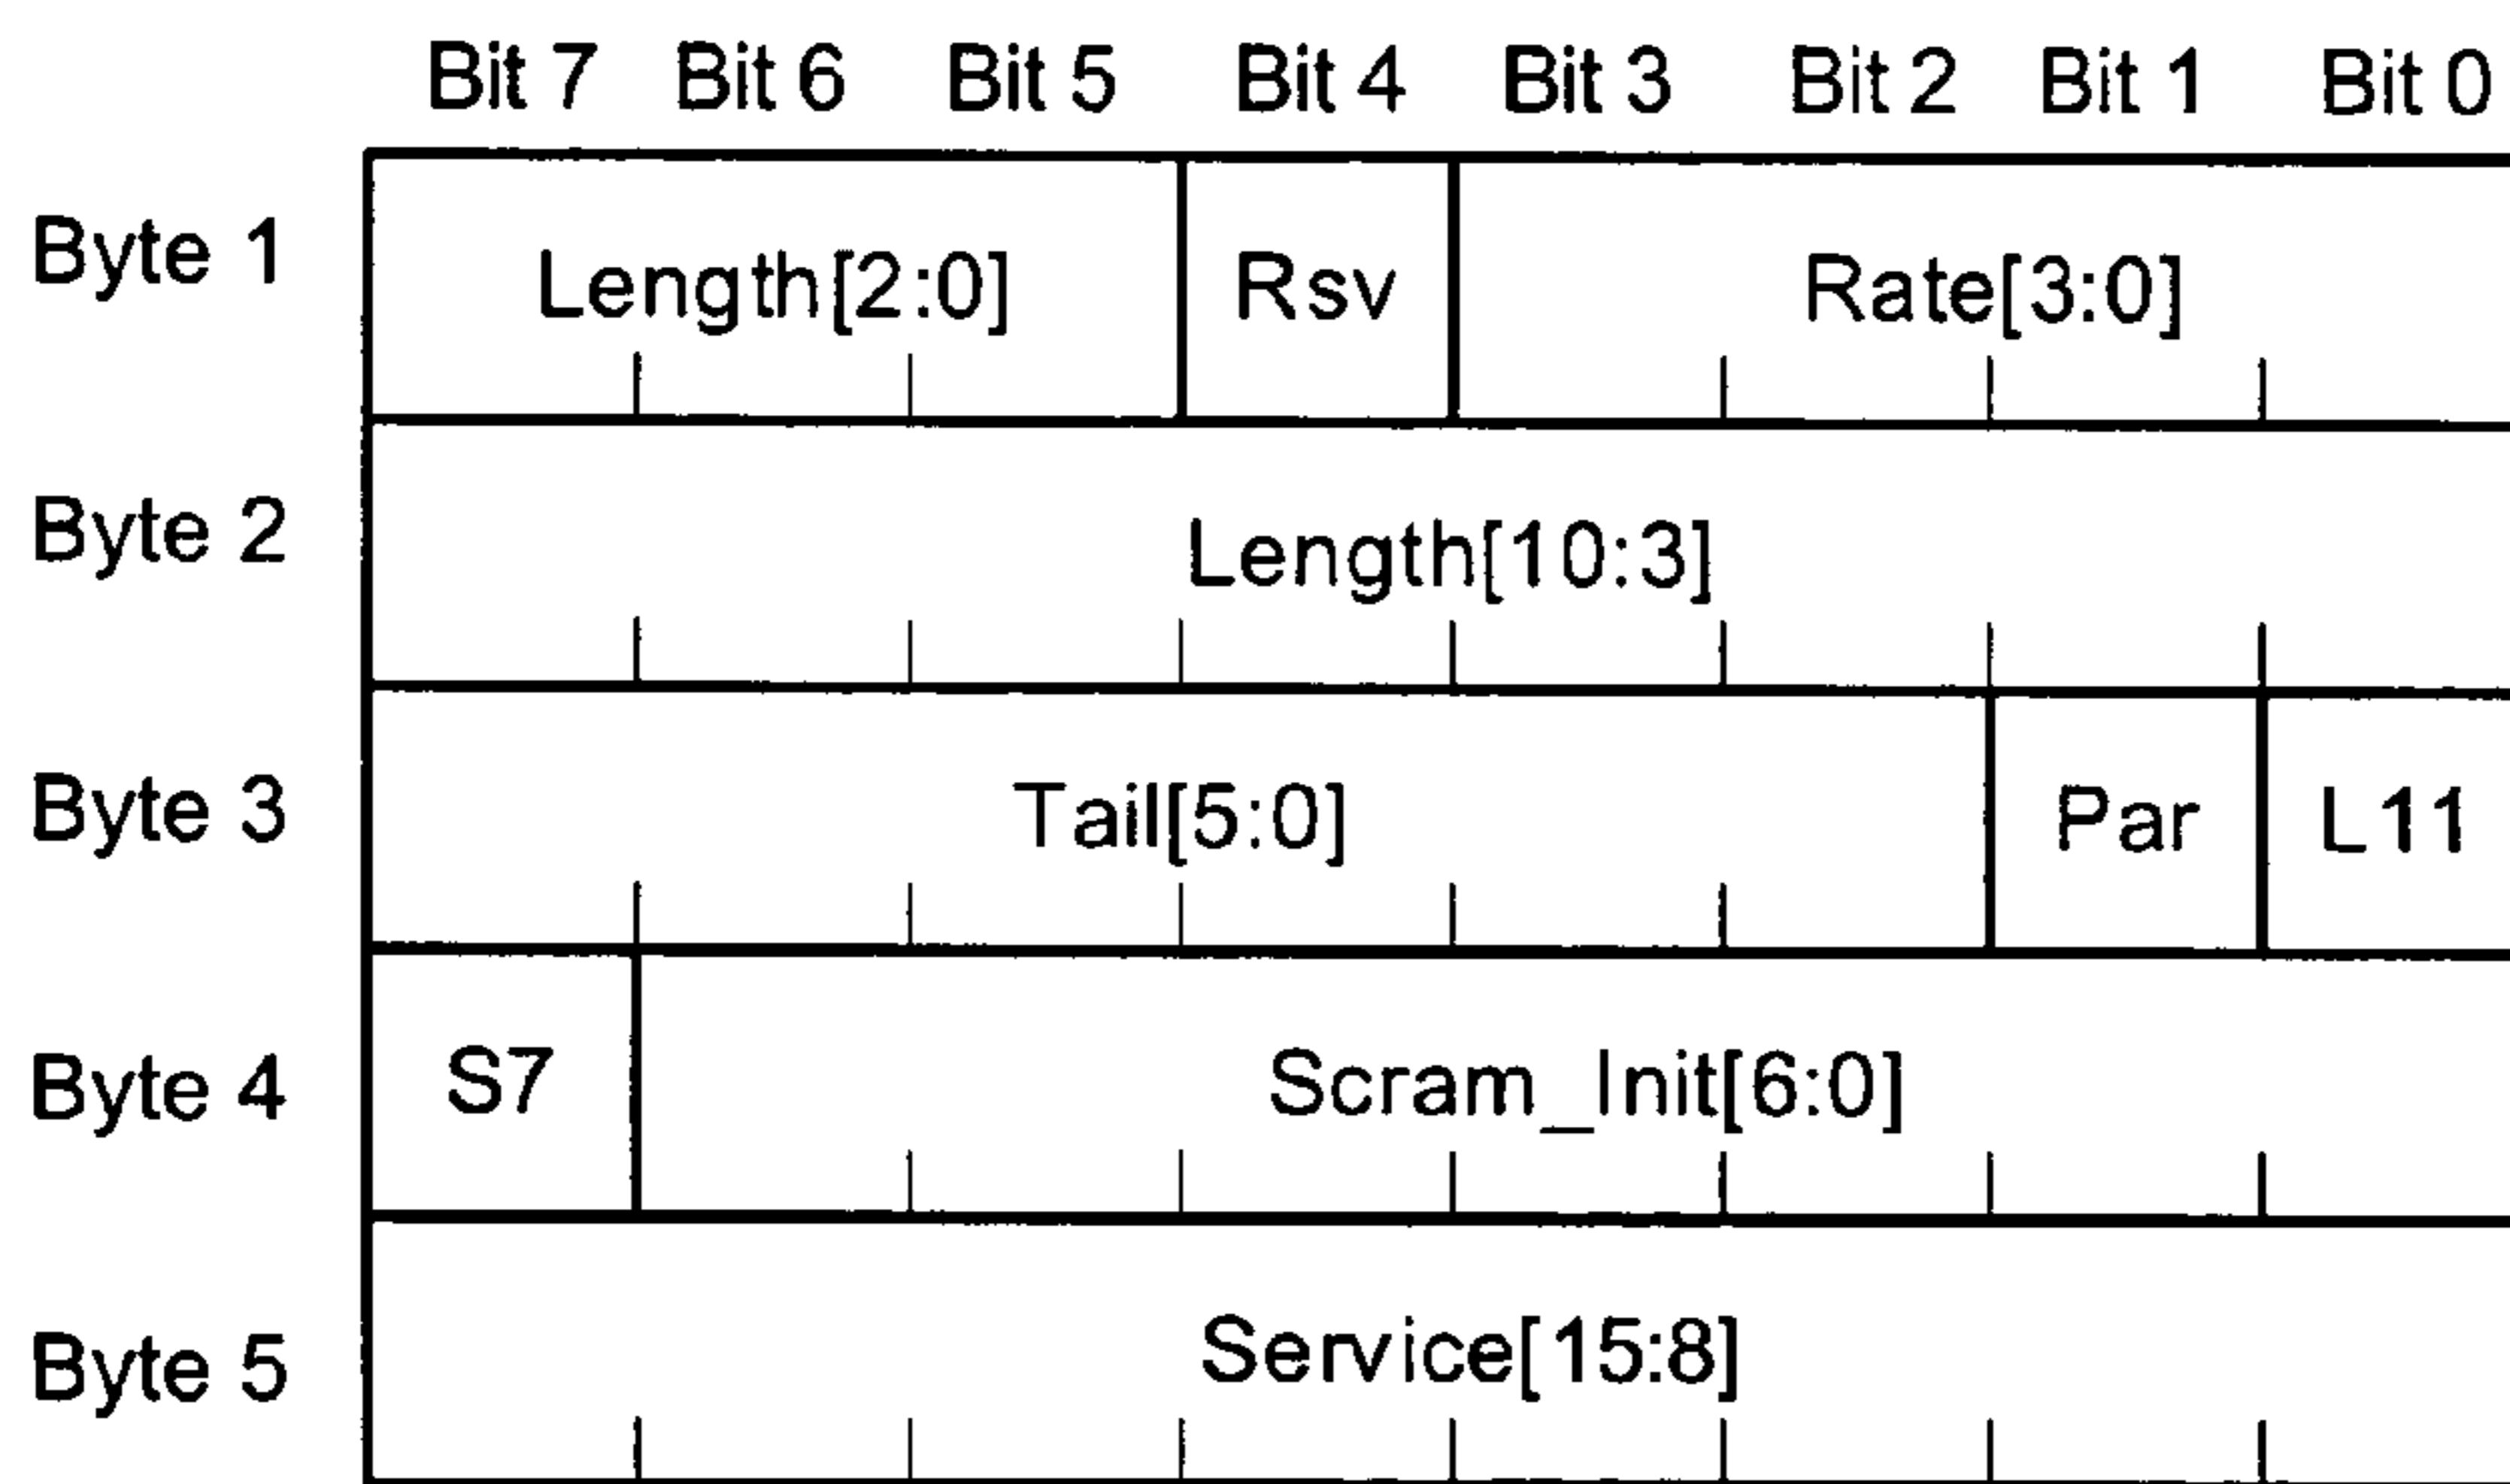 Bit 7 Bit 6 Bit 5 Bit 4 Bit 3 Bit 2 Bit 1 Bit 0
Byte 1 Length[2:0] Rsv Rate[3:0]
Byte 2 Length[10:3]
Byte 3 Tail[5:0] Par L11
Byte 4 S7 Scram_Init[6:0]
Byte 5 Service[15:8]